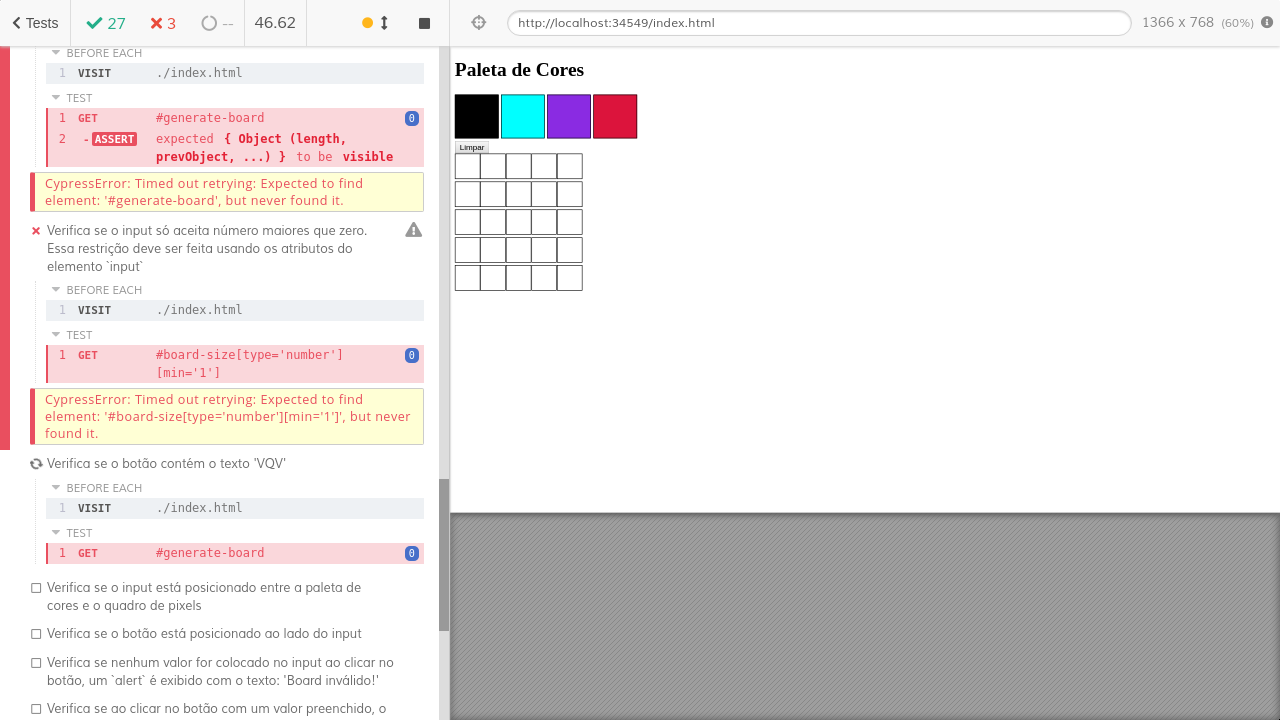 Tests
27
3
--
46.62
http://localhost:34549/index.html
1366 x 768 (60%)
BEFORE EACH
1 VISIT ./index.html
TEST
1 GET #generate-board 0
2 -ASSERT expected { Object (length,
prevObject, ...) } to be visible
CypressError: Timed out retrying: Expected to find
element: '#generate-board', but never found it.
Verifica se o input só aceita número maiores que zero.
Essa restrição deve ser feita usando os atributos do
elemento `input`
BEFORE EACH
1 VISIT ./index.html
TEST
1 GET #board-size[type='number'] 0
[min='1']
CypressError: Timed out retrying: Expected to find
element: '#board-size[type='number'][min='1']', but never
found it.
Verifica se o botão contém o texto 'VQV'
BEFORE EACH
1 VISIT ./index.html
TEST
1 GET #generate-board 0
Verifica se o input está posicionado entre a paleta de
cores e o quadro de pixels
Verifica se o botão está posicionado ao lado do input
Verifica se nenhum valor for colocado no input ao clicar no
botão, um `alert` é exibido com o texto: 'Board inválido!'
Verifica se ao clicar no botão com um valor preenchido, o
Paleta de Cores
Limpar